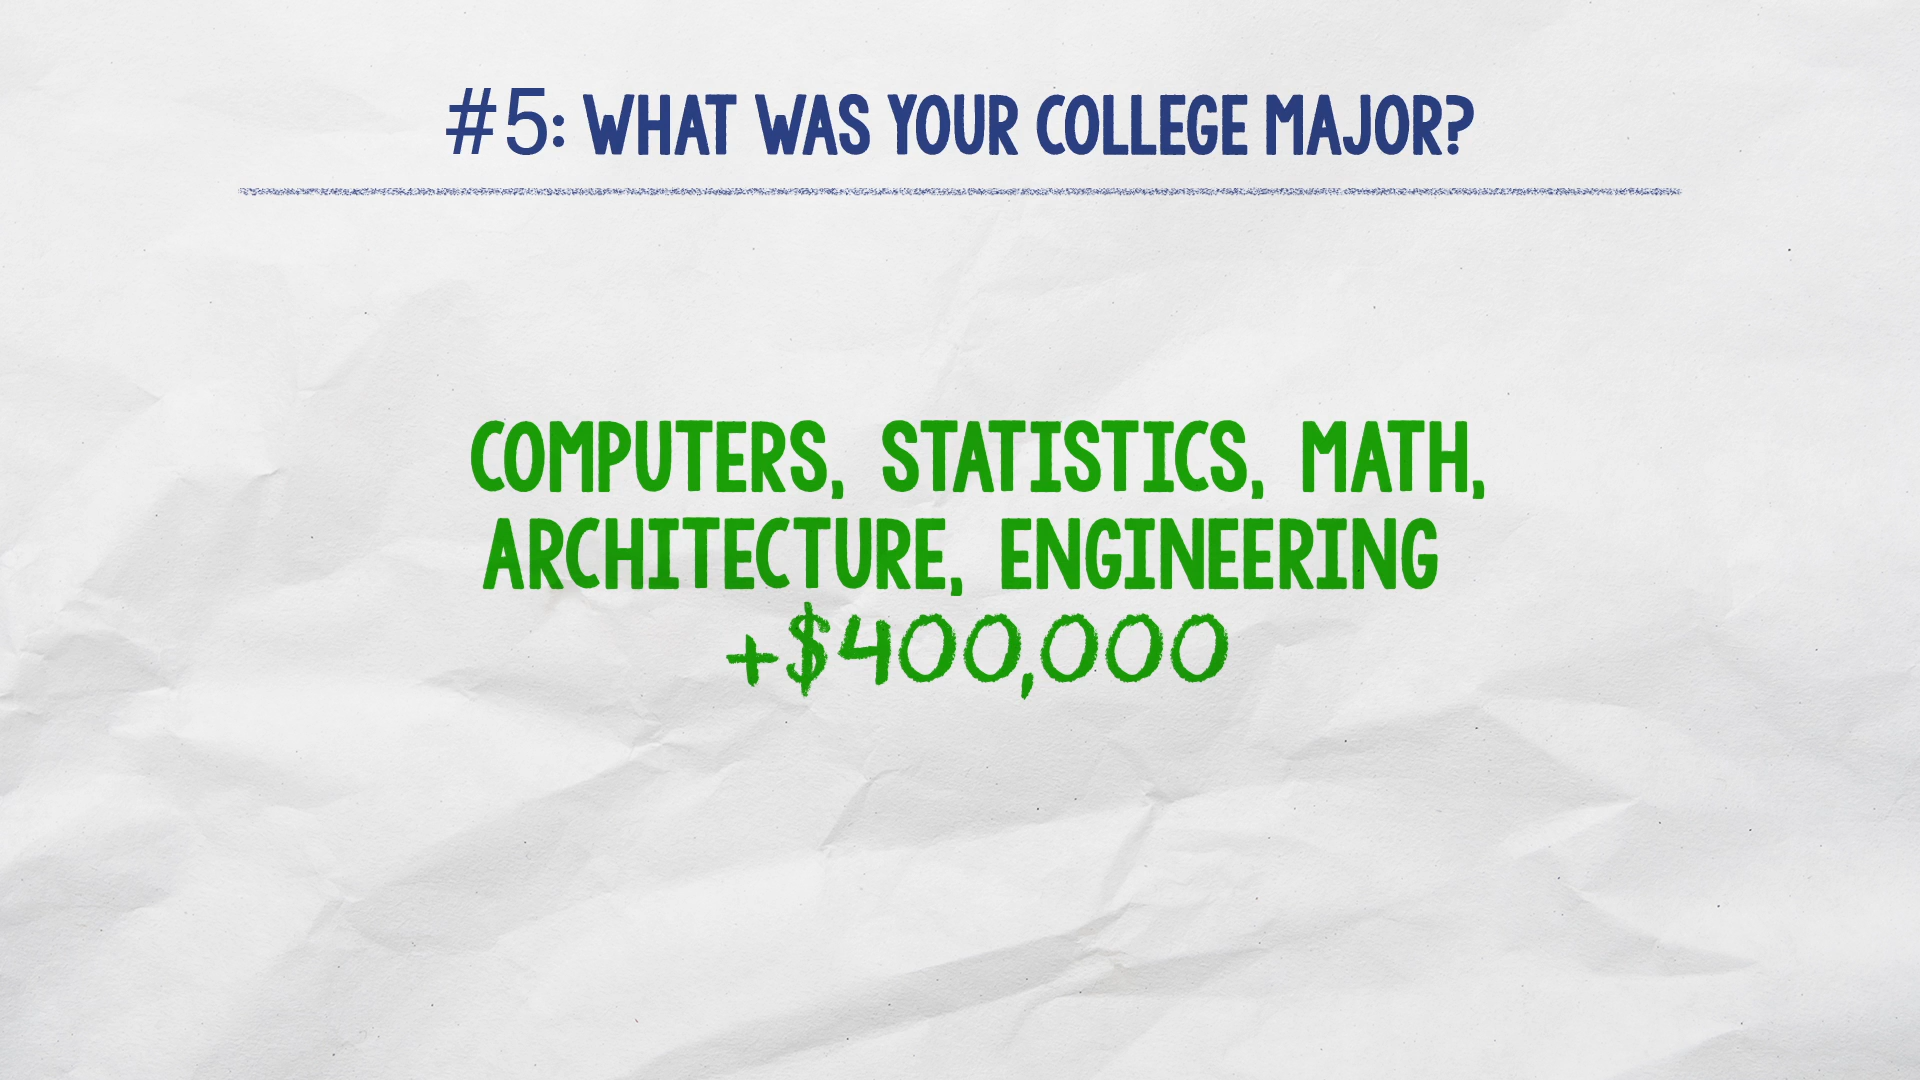 #5: WHAT WAS YOUR COLLEGE MAJOR?
COMPUTERS, STATISTICS, MATH,
ARCHITECTURE, ENGINEERING
+$400,000